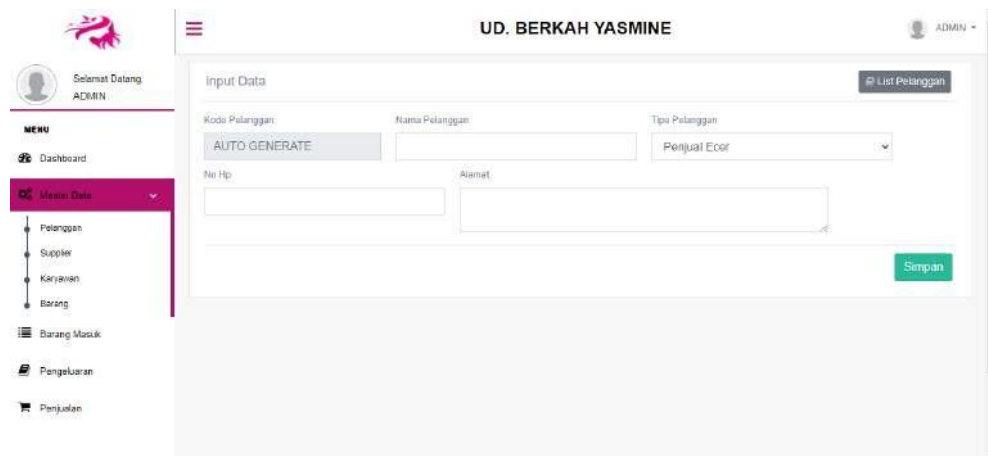 UD. BERKAH YASMINE
ADMIN
Selamat Datang,
ADMIN
MENU
Dashboard
Master Data
Pelanggan
Supplier
Karyawan
Barang
Barang Masuk
Pengeluaran
Penjualan
Input Data
List Pelanggan
Kode Pelanggan
Nama Pelanggan
Tipe Pelanggan
AUTO GENERATE
Penjual Ecer
No Hp
Alamat
Simpan